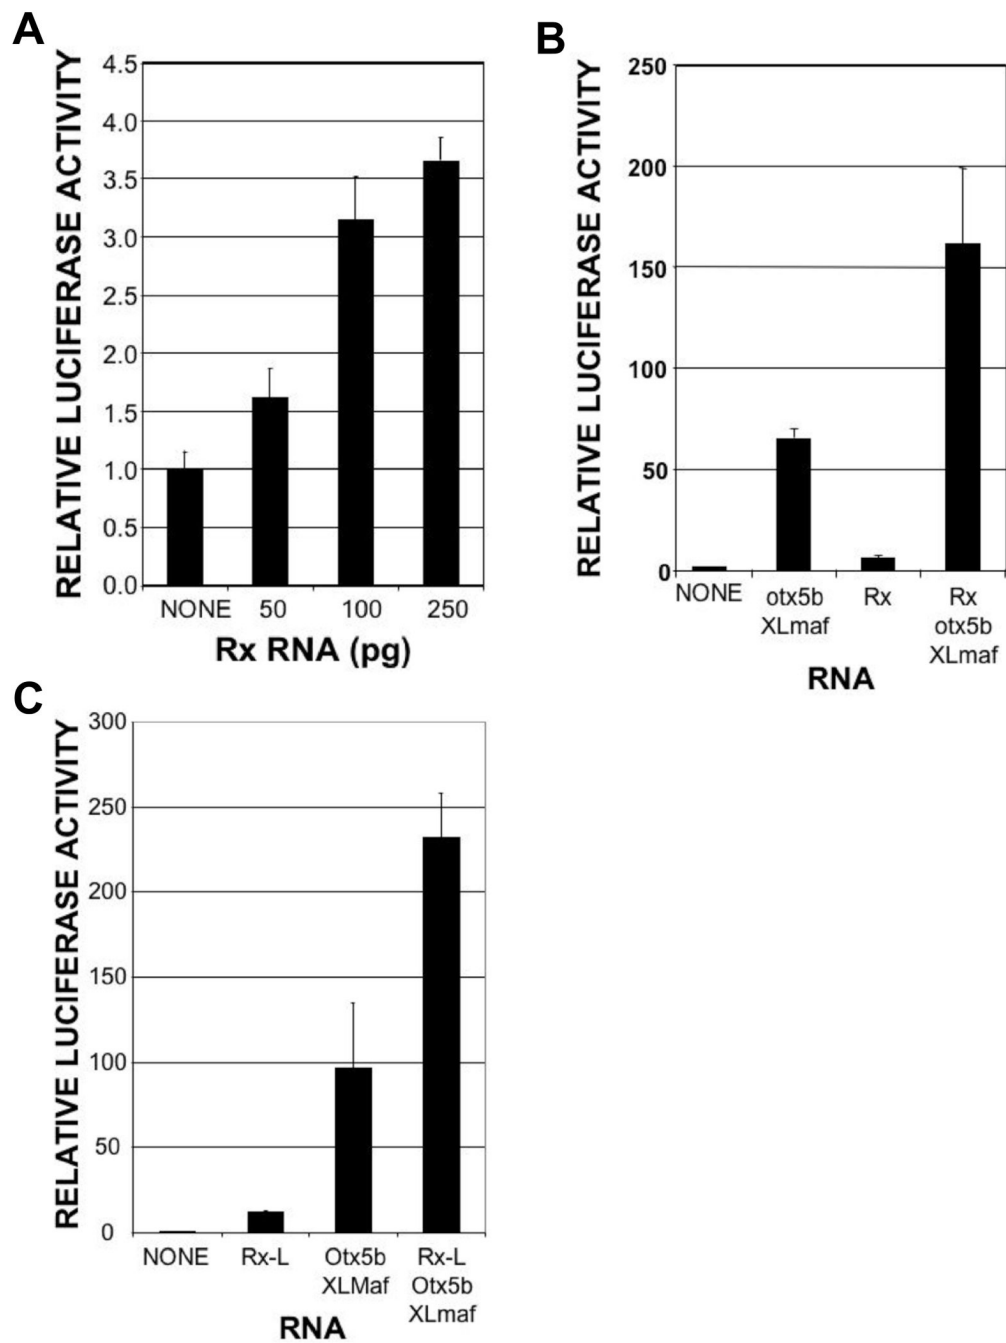 A
RELATIVE LUCIFERASE ACTIVITY
4.5
4.0
3.5
3.0
2.5
2.0
1.5
1.0
0.5
0.0
NONE 50 100 250
Rx RNA (pg)
B
RELATIVE LUCIFERASE ACTIVITY
250
200
150
100
50
0
NONE otx5b Rx Rx
XLmaf otx5b
XLmaf
RNA
C
RELATIVE LUCIFERASE ACTIVITY
300
250
200
150
100
50
0
NONE Rx-L Otx5b Rx-L
XLMaf Otx5b
XLmaf
RNA